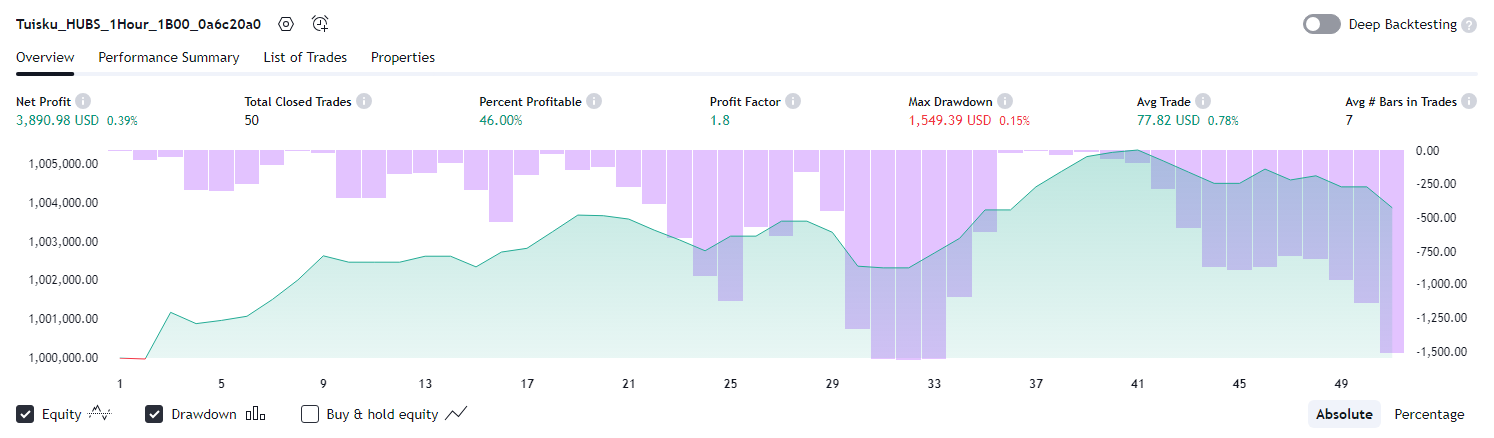 Tuisku_HUBS_1Hour_1B00_0a6c20a0
Deep Backtesting
Overview Performance Summary List of Trades Properties
Net Profit Total Closed Trades Percent Profitable Profit Factor Max Drawdown Avg Trade Avg # Bars in Trades
3,890.98 USD 0.39% 50 46.00% 1.8 1,549.39 USD 0.15% 77.82 USD 0.78% 7
1,005,000.00 0.00
1,004,000.00 -250.00
1,003,000.00 -500.00
1,002,000.00 -750.00
1,001,000.00 -1,000.00
1,000,000.00 -1,250.00
-1,500.00
1 5 9 13 17 21 25 29 33 37 41 45 49
Equity Drawdown Buy & hold equity Absolute Percentage